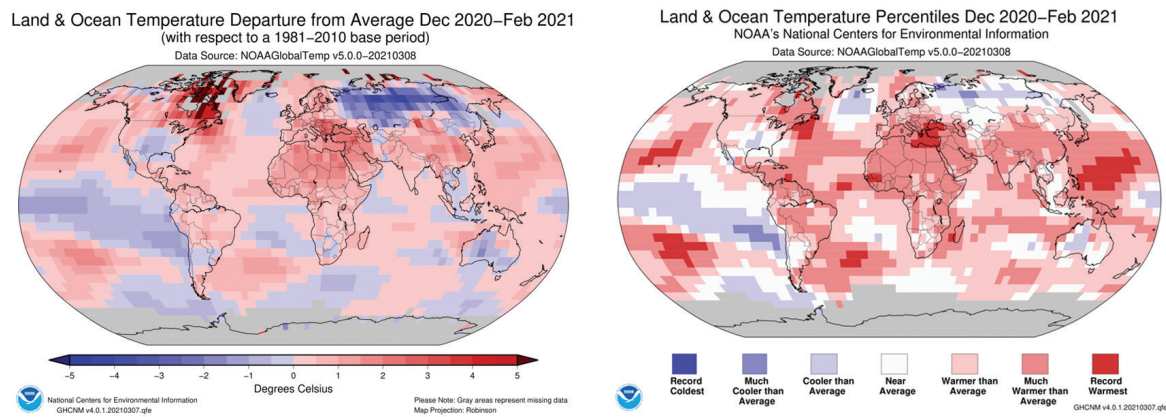 Land & Ocean Temperature Departure from Average Dec 2020–Feb 2021
(with respect to a 1981–2010 base period)
Data Source: NOAAGlobalTemp v5.0.0–20210308
-5 -4 -3 -2 -1 0 1 2 3 4 5
Degrees Celsius
NOAA
National Centers for Environmental Information
GHCNM v4.0.1.20210307.qfe
Please Note: Gray areas represent missing data
Map Projection: Robinson
Land & Ocean Temperature Percentiles Dec 2020–Feb 2021
NOAA's National Centers for Environmental Information
Data Source: NOAAGlobalTemp v5.0.0–20210308
Record
Coldest
Much
Cooler than
Average
Cooler than
Average
Near
Average
Warmer than
Average
Much
Warmer than
Average
Record
Warmest
NOAA
GHCNM v4.0.1.20210307.qfe